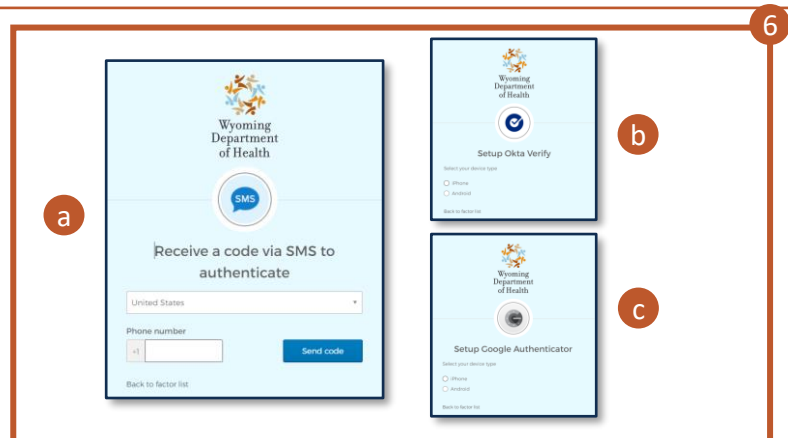 6
a
Wyoming
Department
of Health
SMS
Receive a code via SMS to
authenticate
United States
Phone number
+1
Send code
Back to factor list
b
Wyoming
Department
of Health
Setup Okta Verify
Select your device type
iPhone
Android
Back to factor list
c
Wyoming
Department
of Health
Setup Google Authenticator
Select your device type
iPhone
Android
Back to factor list